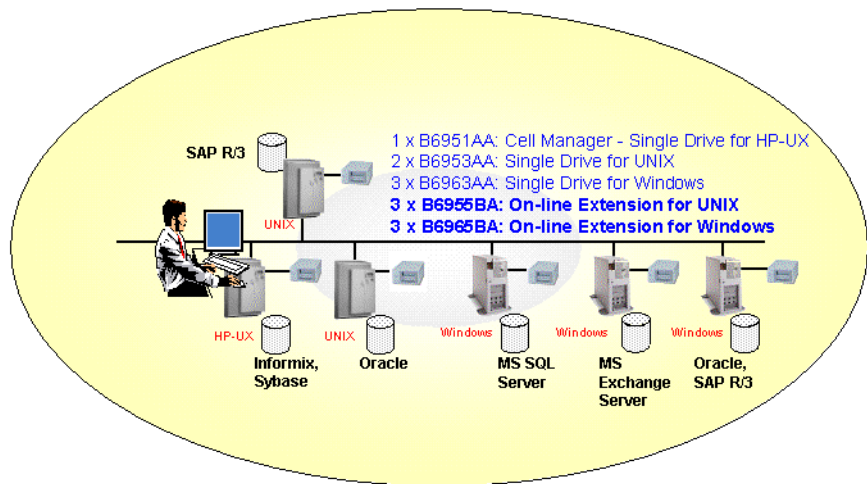 SAP R/3
1 x B6951AA: Cell Manager - Single Drive for HP-UX
2 x B6953AA: Single Drive for UNIX
3 x B6963AA: Single Drive for Windows
3 x B6955BA: On-line Extension for UNIX
3 x B6965BA: On-line Extension for Windows
UNIX
HP-UX
UNIX
Windows
Windows
Windows
Informix,
Sybase
Oracle
MS SQL
Server
MS
Exchange
Server
Oracle,
SAP R/3